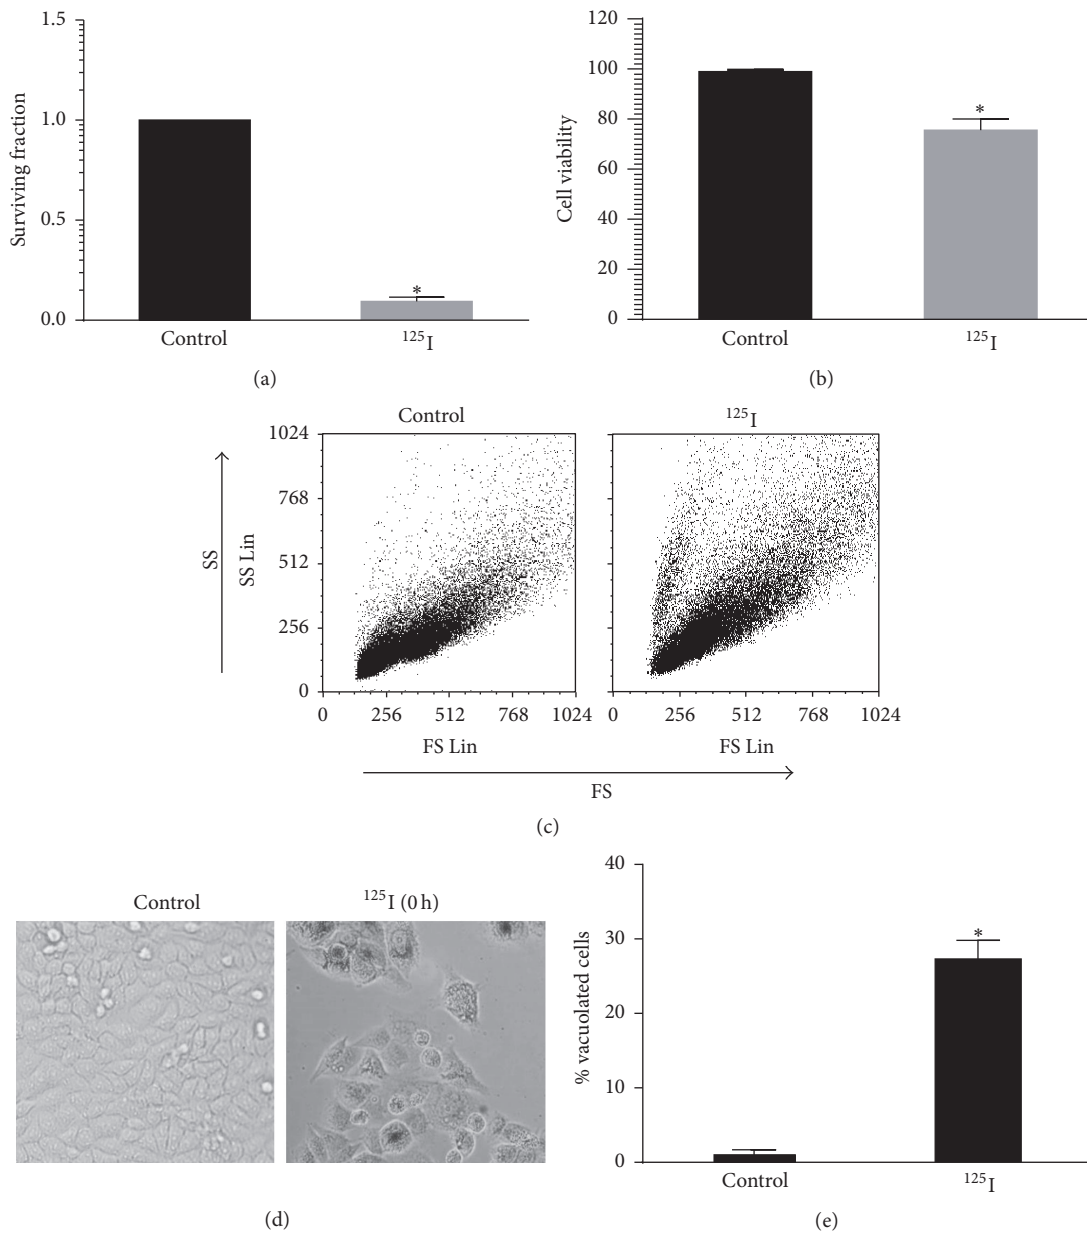 1.5
1.0
0.5
0.0
Surviving fraction
*
Control
¹²⁵I
(a)
120
100
80
60
40
20
0
Cell viability
*
Control
¹²⁵I
(b)
Control
¹²⁵I
1024
768
512
256
0
SS
SS Lin
0 256 512 768 1024
0 256 512 768 1024
FS Lin
FS Lin
FS
(c)
Control
¹²⁵I (0 h)
(d)
40
30
20
10
0
% vacuolated cells
*
Control
¹²⁵I
(e)